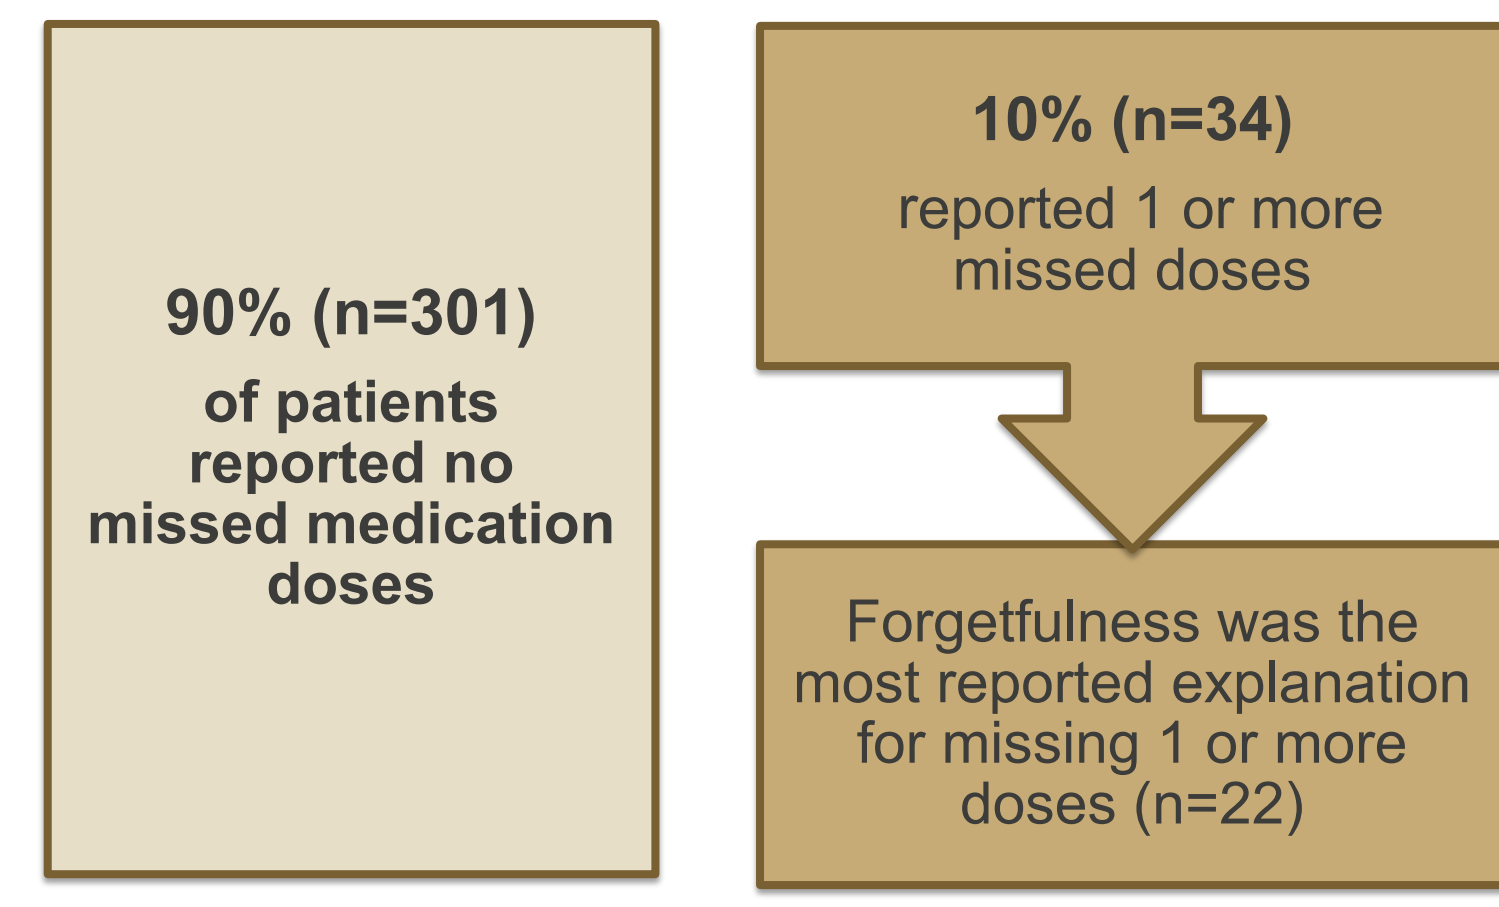 90% (n=301)
of patients
reported no
missed medication
doses
10% (n=34)
reported 1 or more
missed doses
Forgetfulness was the
most reported explanation
for missing 1 or more
doses (n=22)